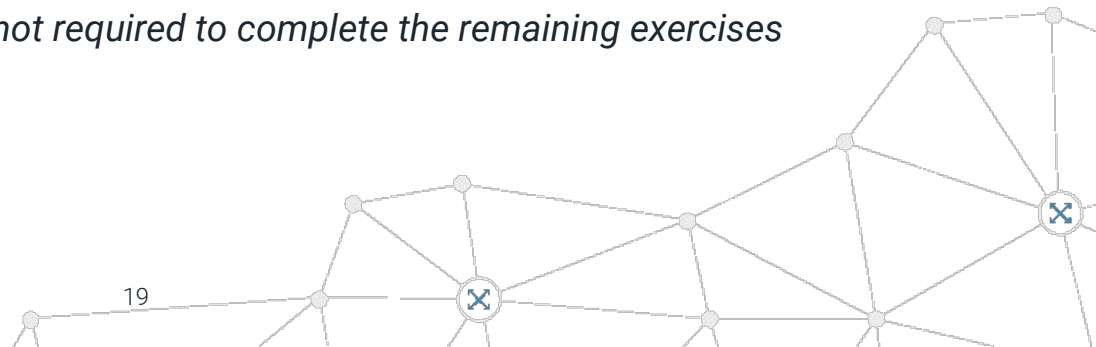 not required to complete the remaining exercises
19